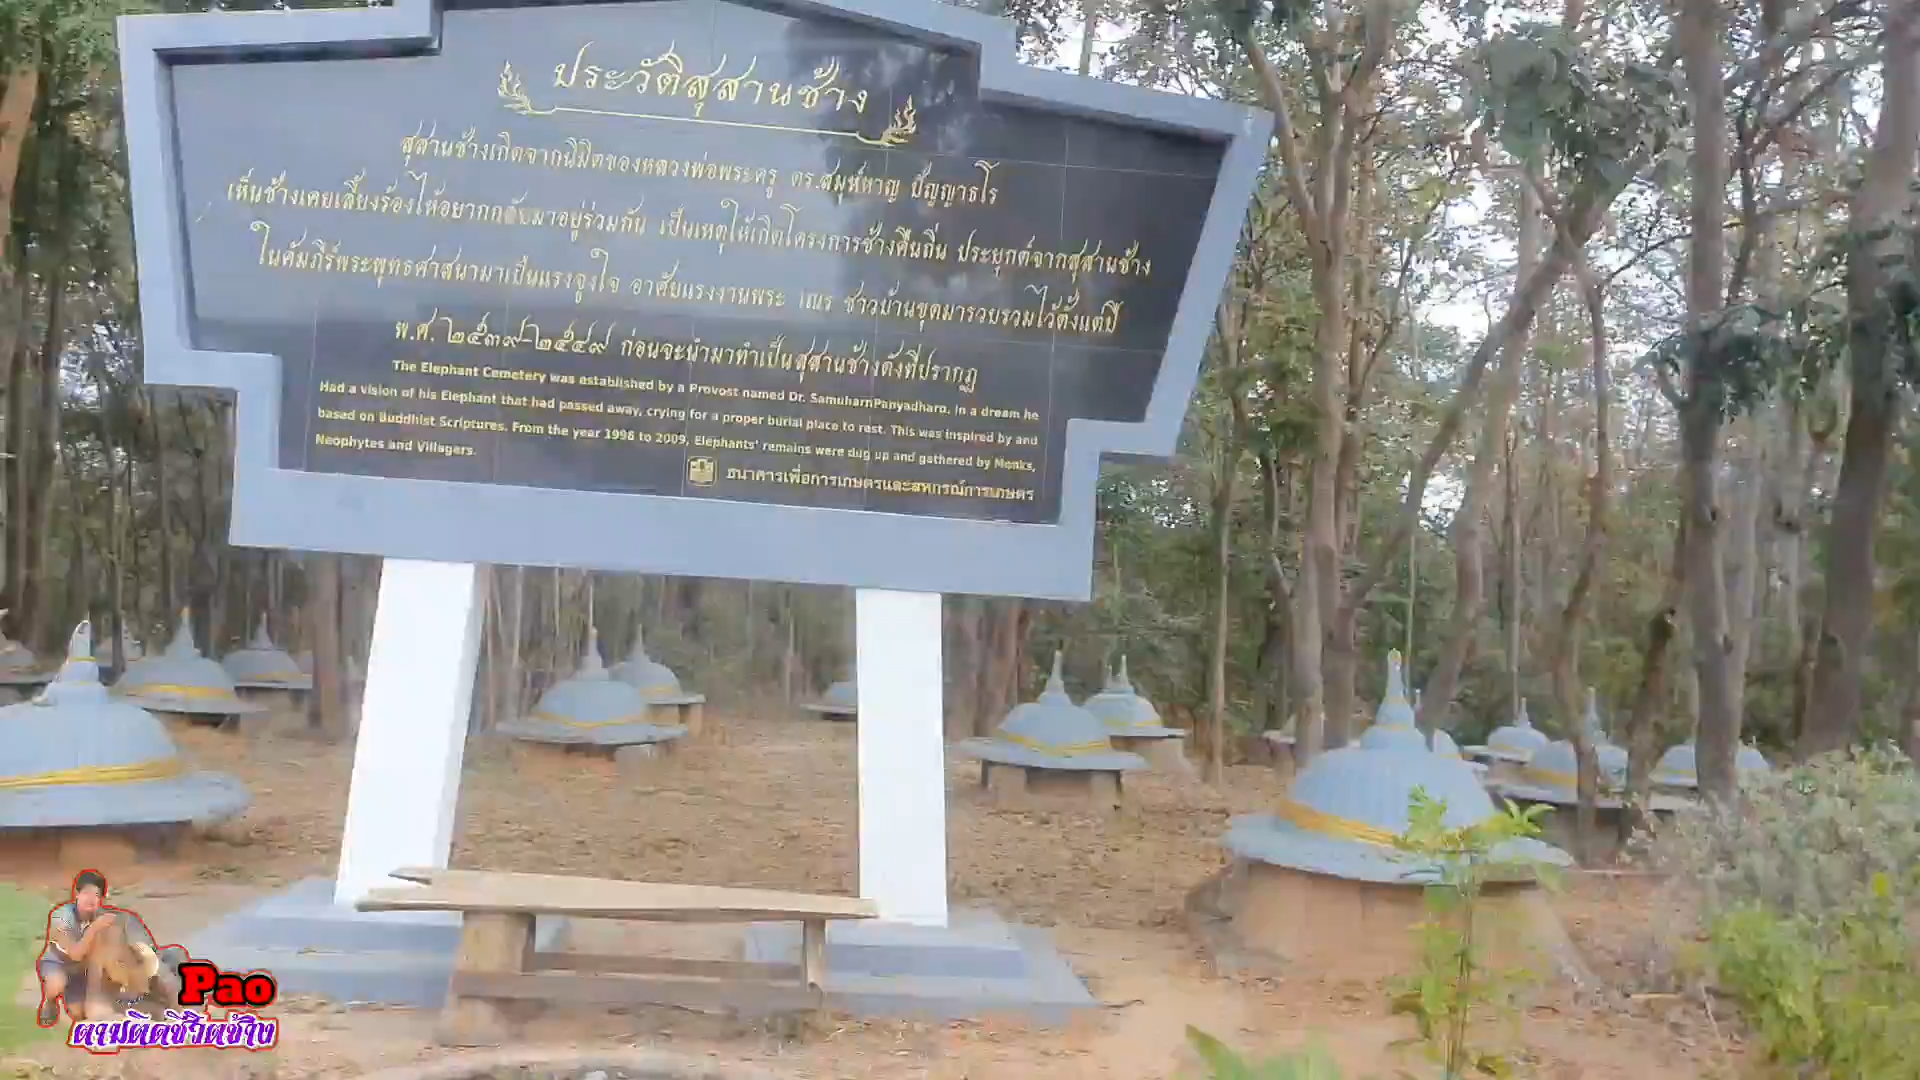 ประวัติสุสานช้าง
สุสานช้างเกิดจากนิมิตของหลวงพ่อพระครู ดร.สมุห์หาญ ปัญญาธโร
เห็นช้างเคยเลี้ยงร้องไห้อยากกลับมาอยู่ร่วมกัน เป็นเหตุให้เกิดโครงการช้างคืนถิ่น ประยุกต์จากสุสานช้าง
ในคัมภีร์พระพุทธศาสนามาเป็นแรงจูงใจ อาศัยแรงงานพระ เณร ชาวบ้านขุดมารวบรวมไว้ตั้งแต่ปี
พ.ศ. ๒๕๓๙-๒๕๔๙ ก่อนจะนำมาทำเป็นสุสานช้างดังที่ปรากฏ
The Elephant Cemetery was established by a Provost named Dr. SamuharnPanyadharo. In a dream he
Had a vision of his Elephant that had passed away, crying for a proper burial place to rest. This was inspired by and
based on Buddhist Scriptures. From the year 1996 to 2009, Elephants' remains were dug up and gathered by Monks,
Neophytes and Villagers.
ธนาคารเพื่อการเกษตรและสหกรณ์การเกษตร
Pao
ตามติดชีวิตช้าง